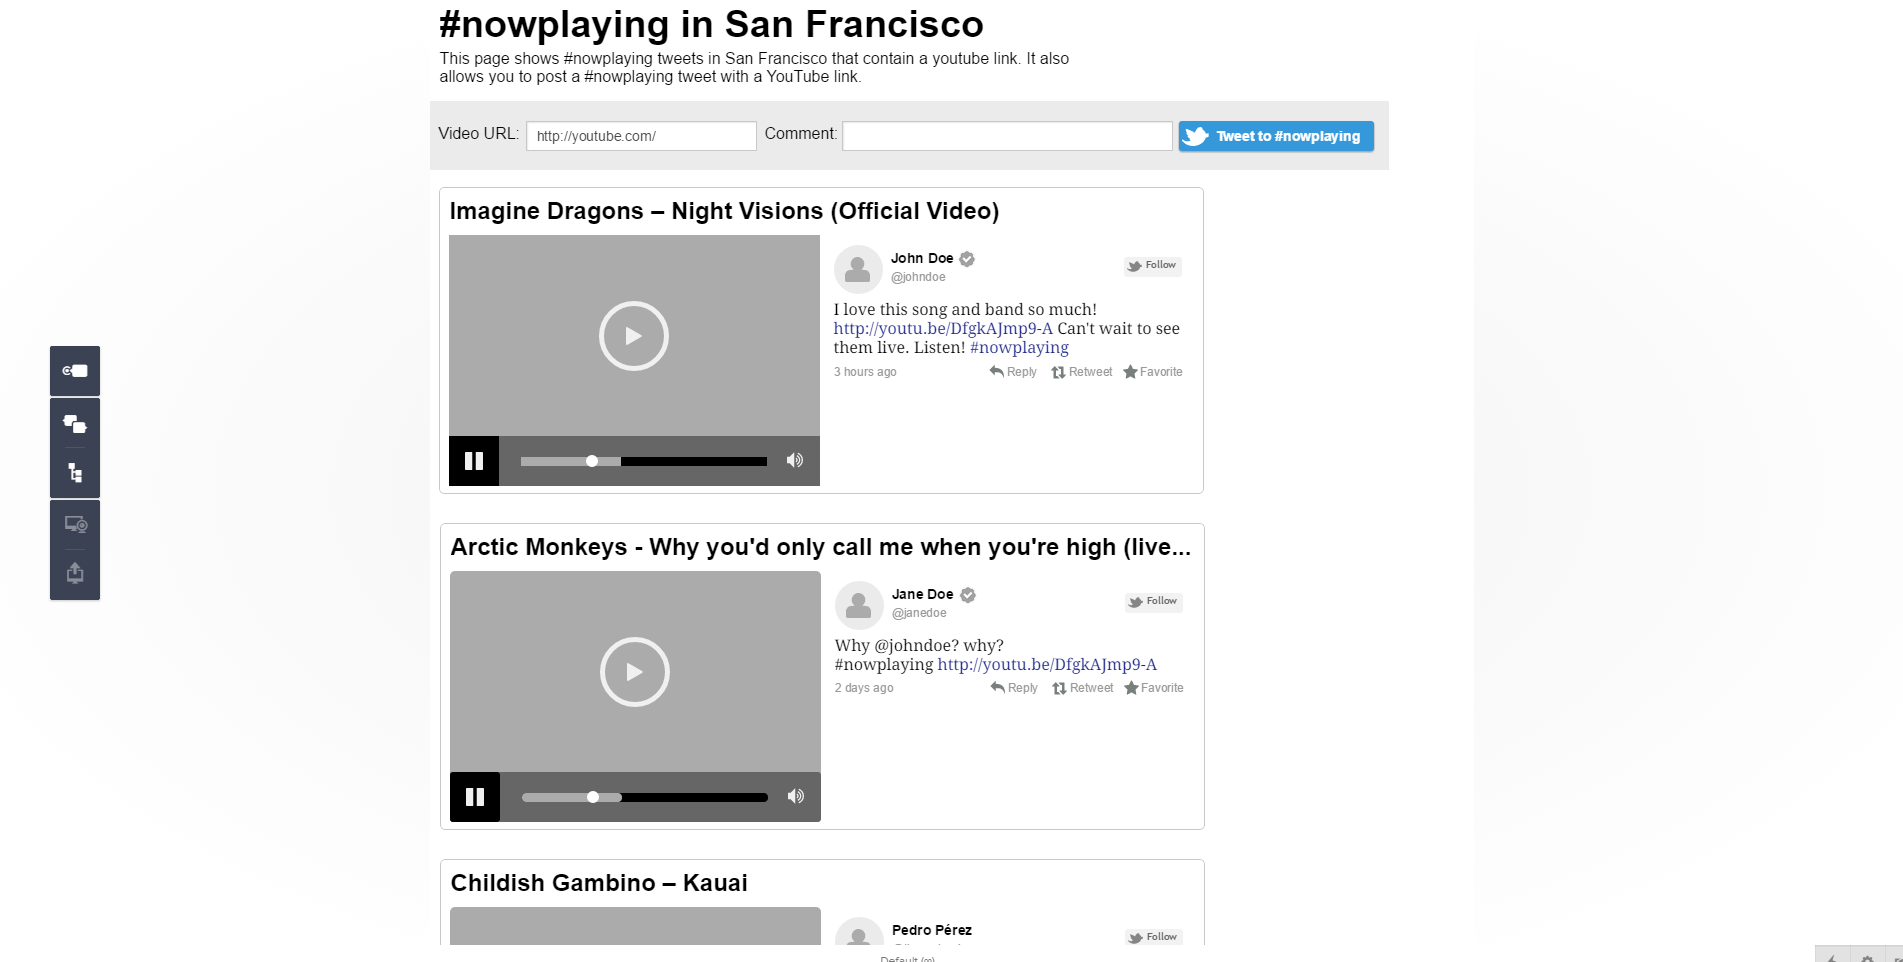 #nowplaying in San Francisco
This page shows #nowplaying tweets in San Francisco that contain a youtube link. It also
allows you to post a #nowplaying tweet with a YouTube link.
Video URL: http://youtube.com/ Comment: Tweet to #nowplaying
Imagine Dragons – Night Visions (Official Video)
John Doe
@johndoe
Follow
I love this song and band so much!
http://youtu.be/DfgkAJmp9-A Can't wait to see
them live. Listen! #nowplaying
3 hours ago Reply Retweet Favorite
Arctic Monkeys - Why you'd only call me when you're high (live...
Jane Doe
@janedoe
Follow
Why @johndoe? why?
#nowplaying http://youtu.be/DfgkAJmp9-A
2 days ago Reply Retweet Favorite
Childish Gambino – Kauai
Pedro Pérez
Follow
Default (∞)